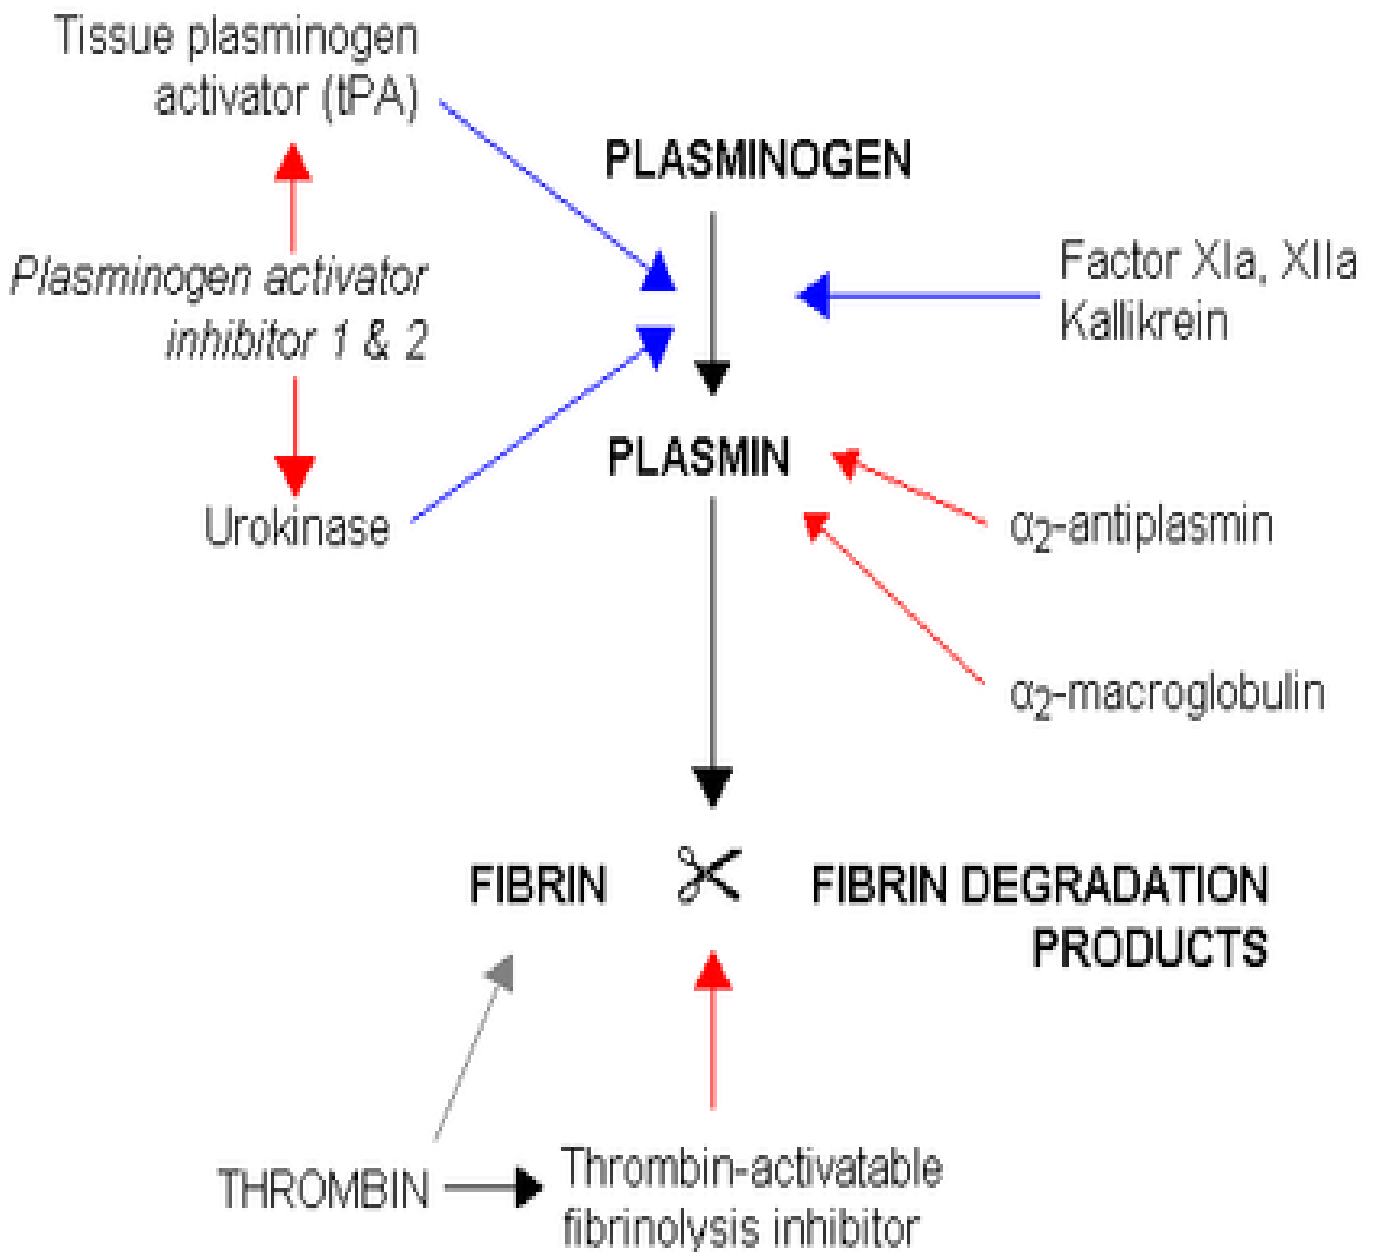 Tissue plasminogen
activator (tPA)
PLASMINOGEN
Plasminogen activator
inhibitor 1 & 2
Factor XIa, XIIa
Kallikrein
PLASMIN
Urokinase
α2-antiplasmin
α2-macroglobulin
FIBRIN
FIBRIN DEGRADATION
PRODUCTS
THROMBIN
Thrombin-activatable
fibrinolysis inhibitor